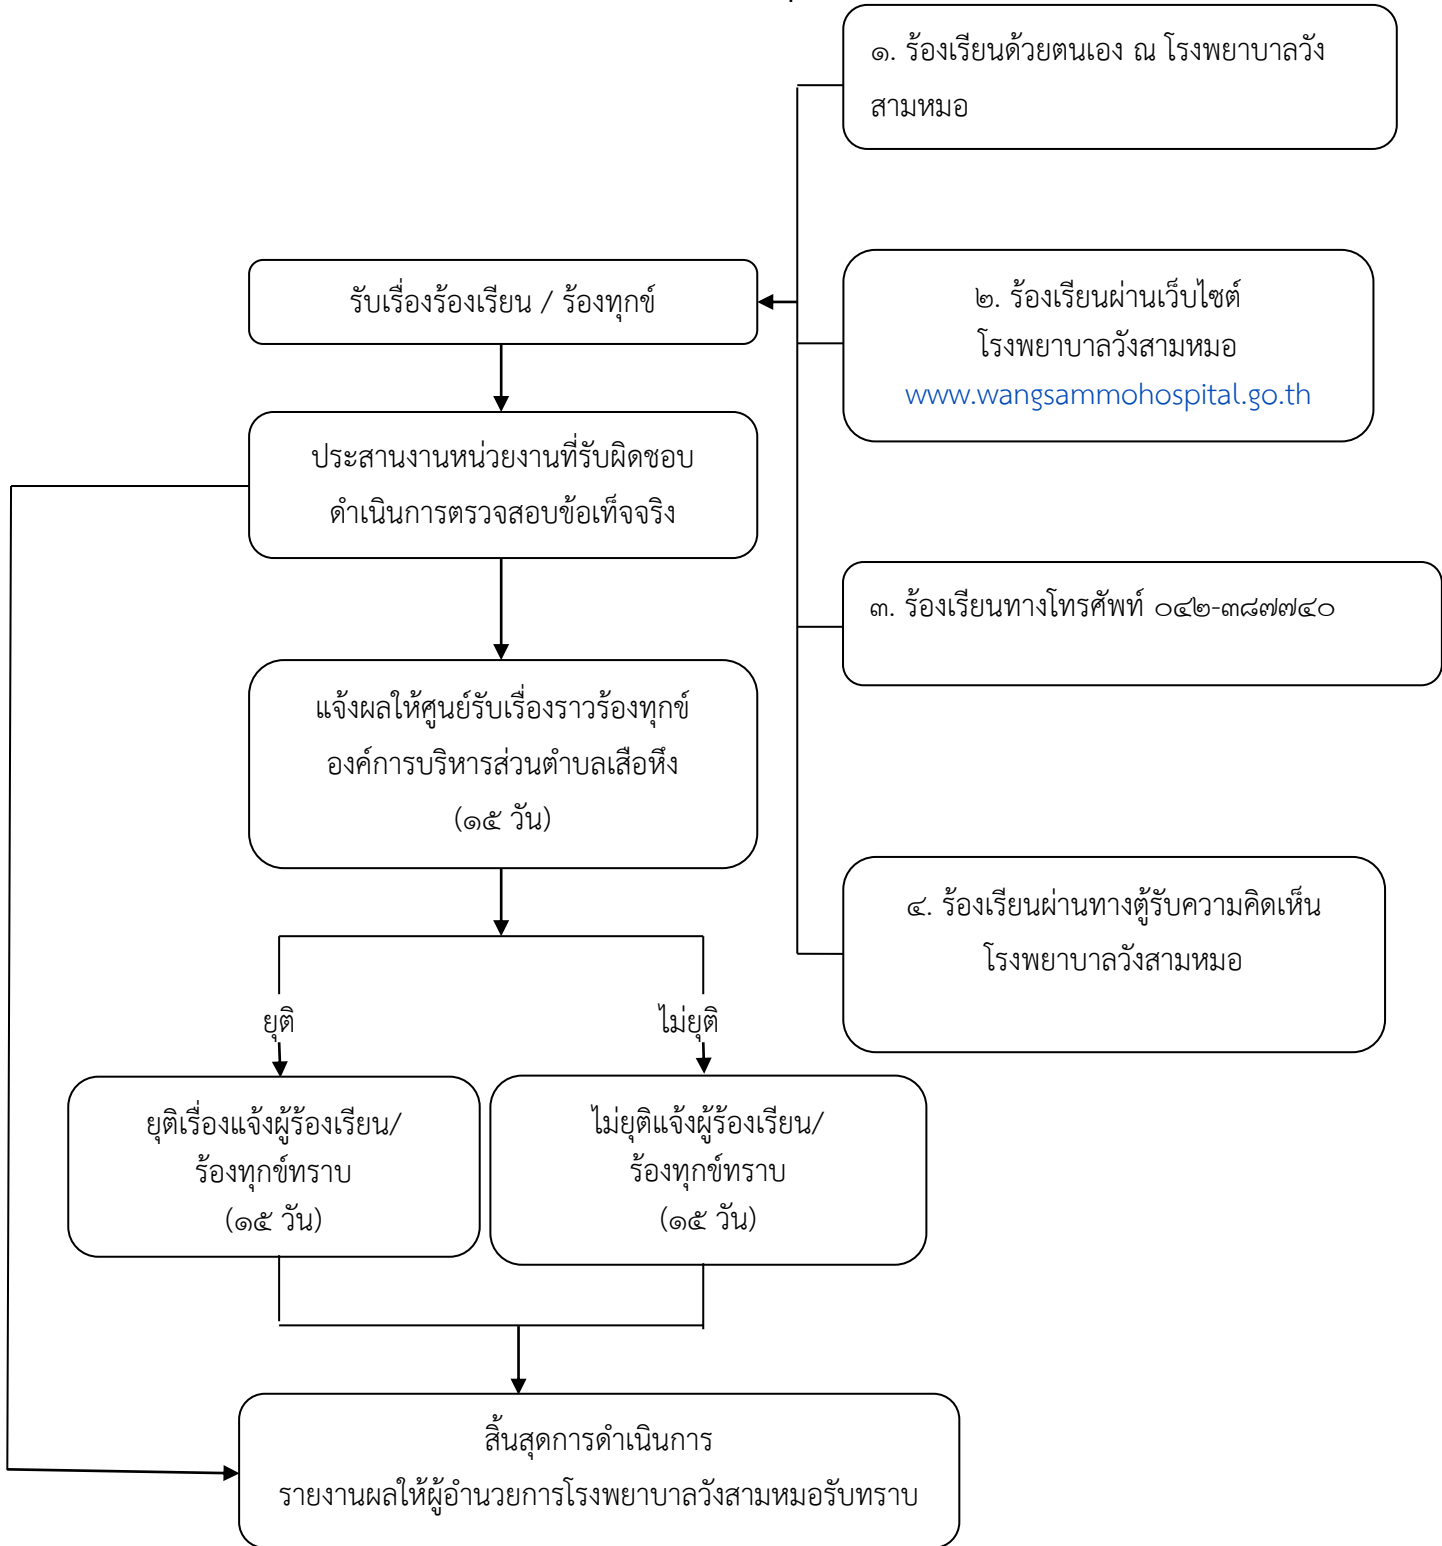 ๑. ร้องเรียนด้วยตนเอง ณ โรงพยาบาลวัง
สามหมอ
๒. ร้องเรียนผ่านเว็บไซต์
โรงพยาบาลวังสามหมอ
www.wangsammohospital.go.th
๓. ร้องเรียนทางโทรศัพท์ ๐๔๒-๓๘๗๗๔๐
๔. ร้องเรียนผ่านทางตู้รับความคิดเห็น
โรงพยาบาลวังสามหมอ
รับเรื่องร้องเรียน / ร้องทุกข์
ประสานงานหน่วยงานที่รับผิดชอบ
ดำเนินการตรวจสอบข้อเท็จจริง
แจ้งผลให้ศูนย์รับเรื่องราวร้องทุกข์
องค์การบริหารส่วนตำบลเสือหึง
(๑๕ วัน)
ยุติ
ไม่ยุติ
ยุติเรื่องแจ้งผู้ร้องเรียน/
ร้องทุกข์ทราบ
(๑๕ วัน)
ไม่ยุติแจ้งผู้ร้องเรียน/
ร้องทุกข์ทราบ
(๑๕ วัน)
สิ้นสุดการดำเนินการ
รายงานผลให้ผู้อำนวยการโรงพยาบาลวังสามหมอรับทราบ